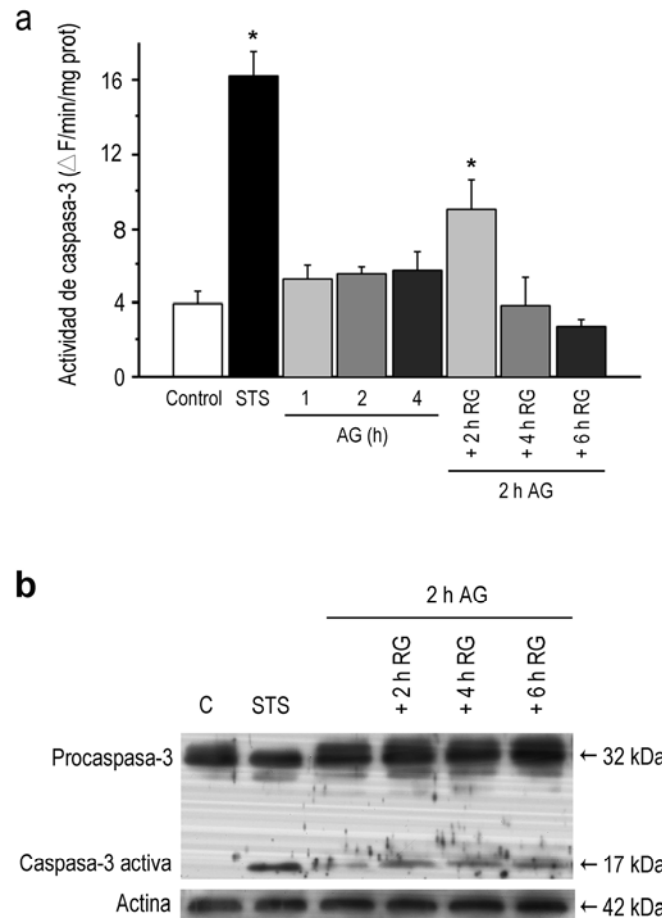 a
Actividad de caspasa-3 (△F/min/mg prot)
16
12
8
4
0
*
*
Control STS 1 2 4 + 2 h RG + 4 h RG + 6 h RG
AG (h)
2 h AG
b
2 h AG
C STS + 2 h RG + 4 h RG + 6 h RG
Procaspasa-3 ← 32 kDa
Caspasa-3 activa ← 17 kDa
Actina ← 42 kDa